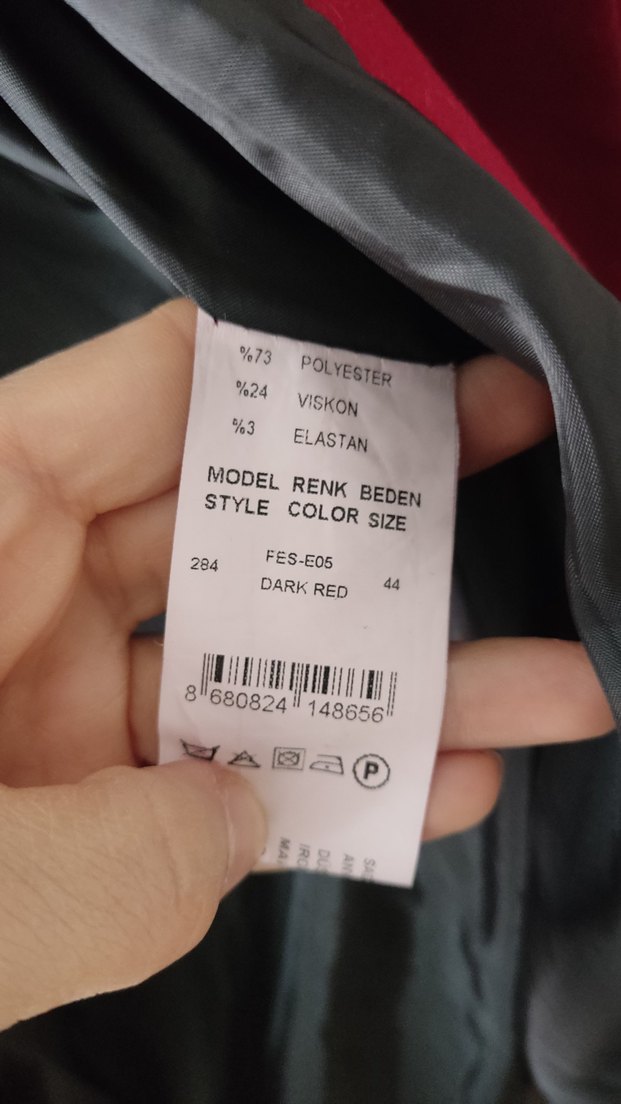 %73 POLYESTER
%24 VISKON
%3 ELASTAN
MODEL RENK BEDEN
STYLE COLOR SIZE
284 FES-E05 44
DARK RED
8 680824 148656
P